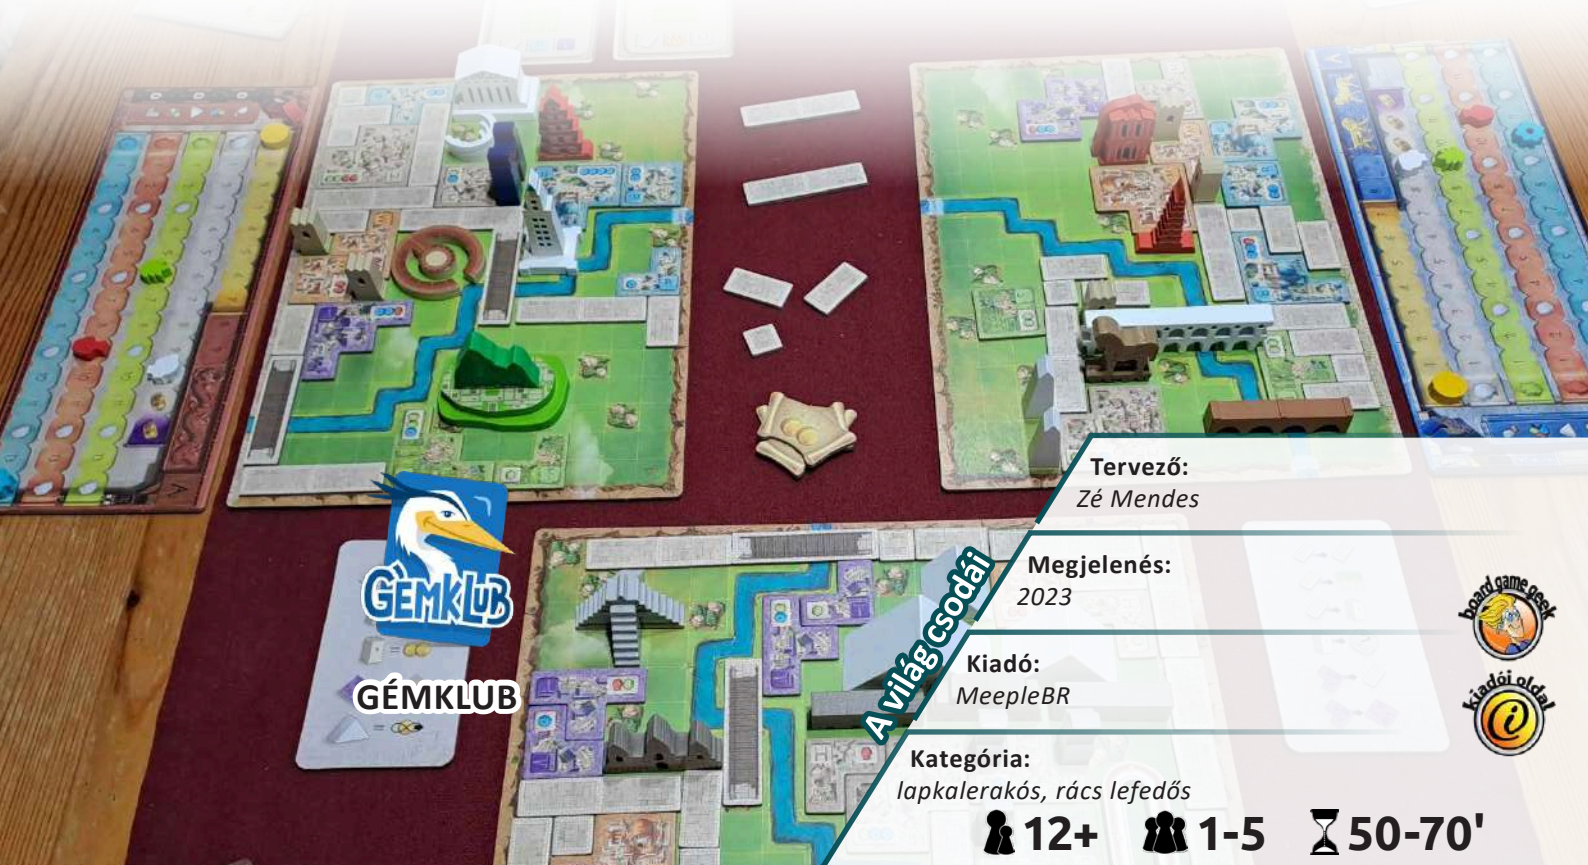 GÉMKLUB
GÉMKLUB
A világ csodái
Tervező:
Zé Mendes
Megjelenés:
2023
Kiadó:
MeepleBR
Kategória:
lapkalerakós, rács lefedős
12+ 1-5 50-70'
board game geek
kiadói oldal